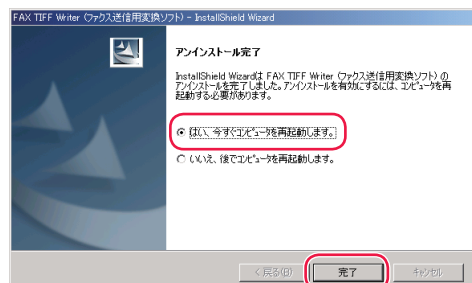 FAX TIFF Writer (ファクス送信用変換ソフト) - InstallShield Wizard
アンインストール完了
InstallShield Wizardは FAX TIFF Writer (ファクス送信用変換ソフト) の
アンインストールを完了しました。アンインストールを有効にするには、コンピュータを再
起動する必要があります。
はい、今すぐコンピュータを再起動します。
いいえ、後でコンピュータを再起動します。
< 戻る(B)
完了
キャンセル